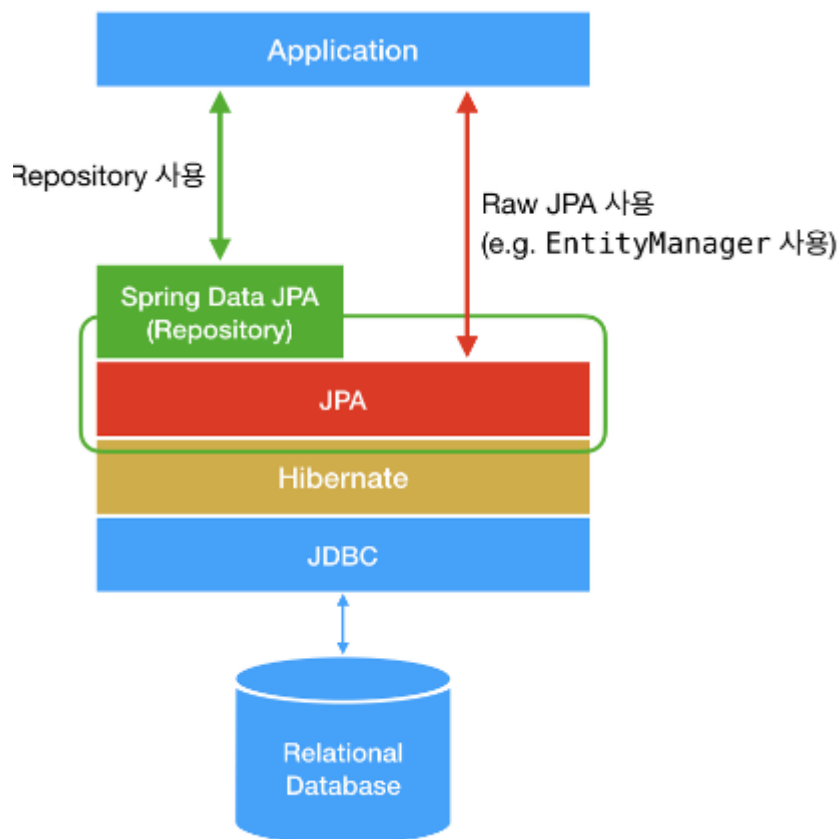 Application
Repository 사용
Raw JPA 사용
(e.g. EntityManager 사용)
Spring Data JPA
(Repository)
JPA
Hibernate
JDBC
Relational
Database